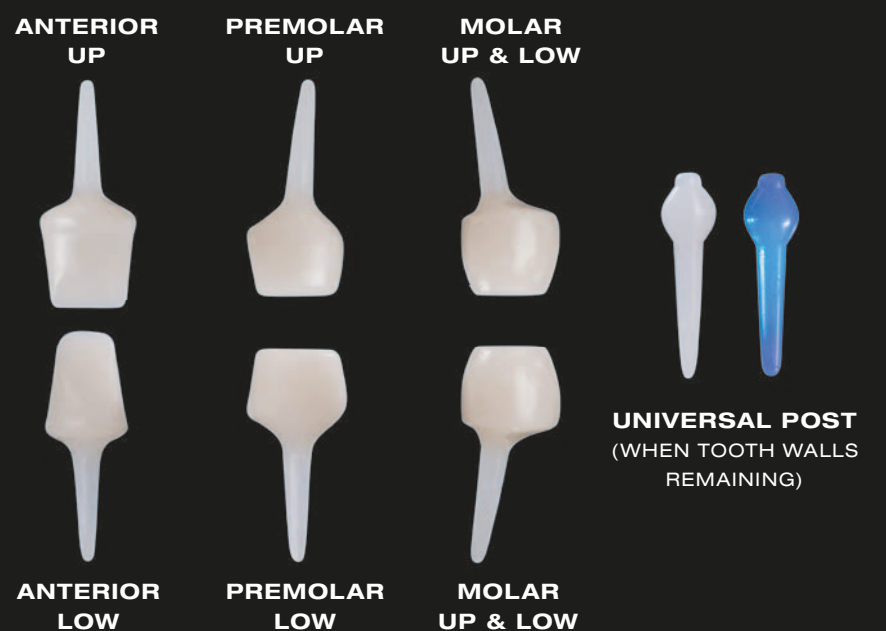 ANTERIOR
UP
PREMOLAR
UP
MOLAR
UP & LOW
UNIVERSAL POST
(WHEN TOOTH WALLS
REMAINING)
ANTERIOR
LOW
PREMOLAR
LOW
MOLAR
UP & LOW